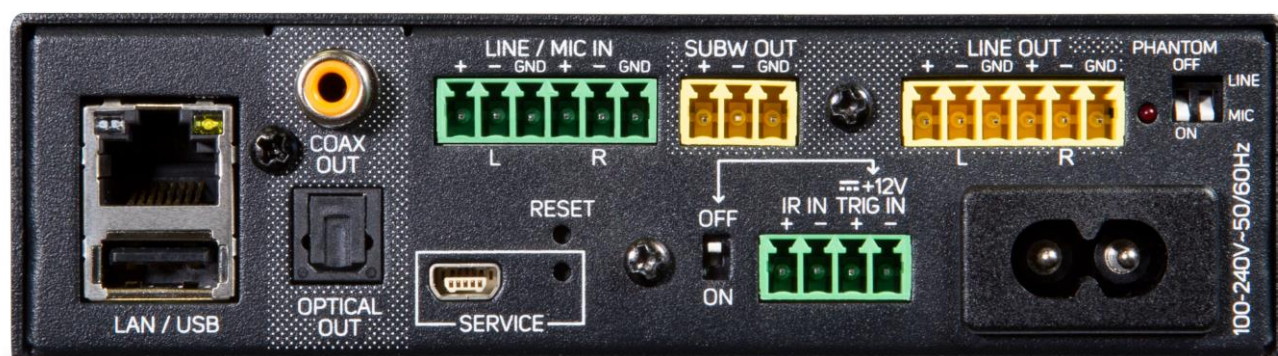 LINE / MIC IN
+ − GND + − GND
L R
SUBW OUT
+ − GND
LINE OUT
+ − GND + − GND
L R
PHANTOM
OFF
LINE
MIC
ON
COAX
OUT
OPTICAL
OUT
LAN / USB
RESET
SERVICE
OFF
ON
+12V
IR IN TRIG IN
+ − + −
100-240V~50/60Hz